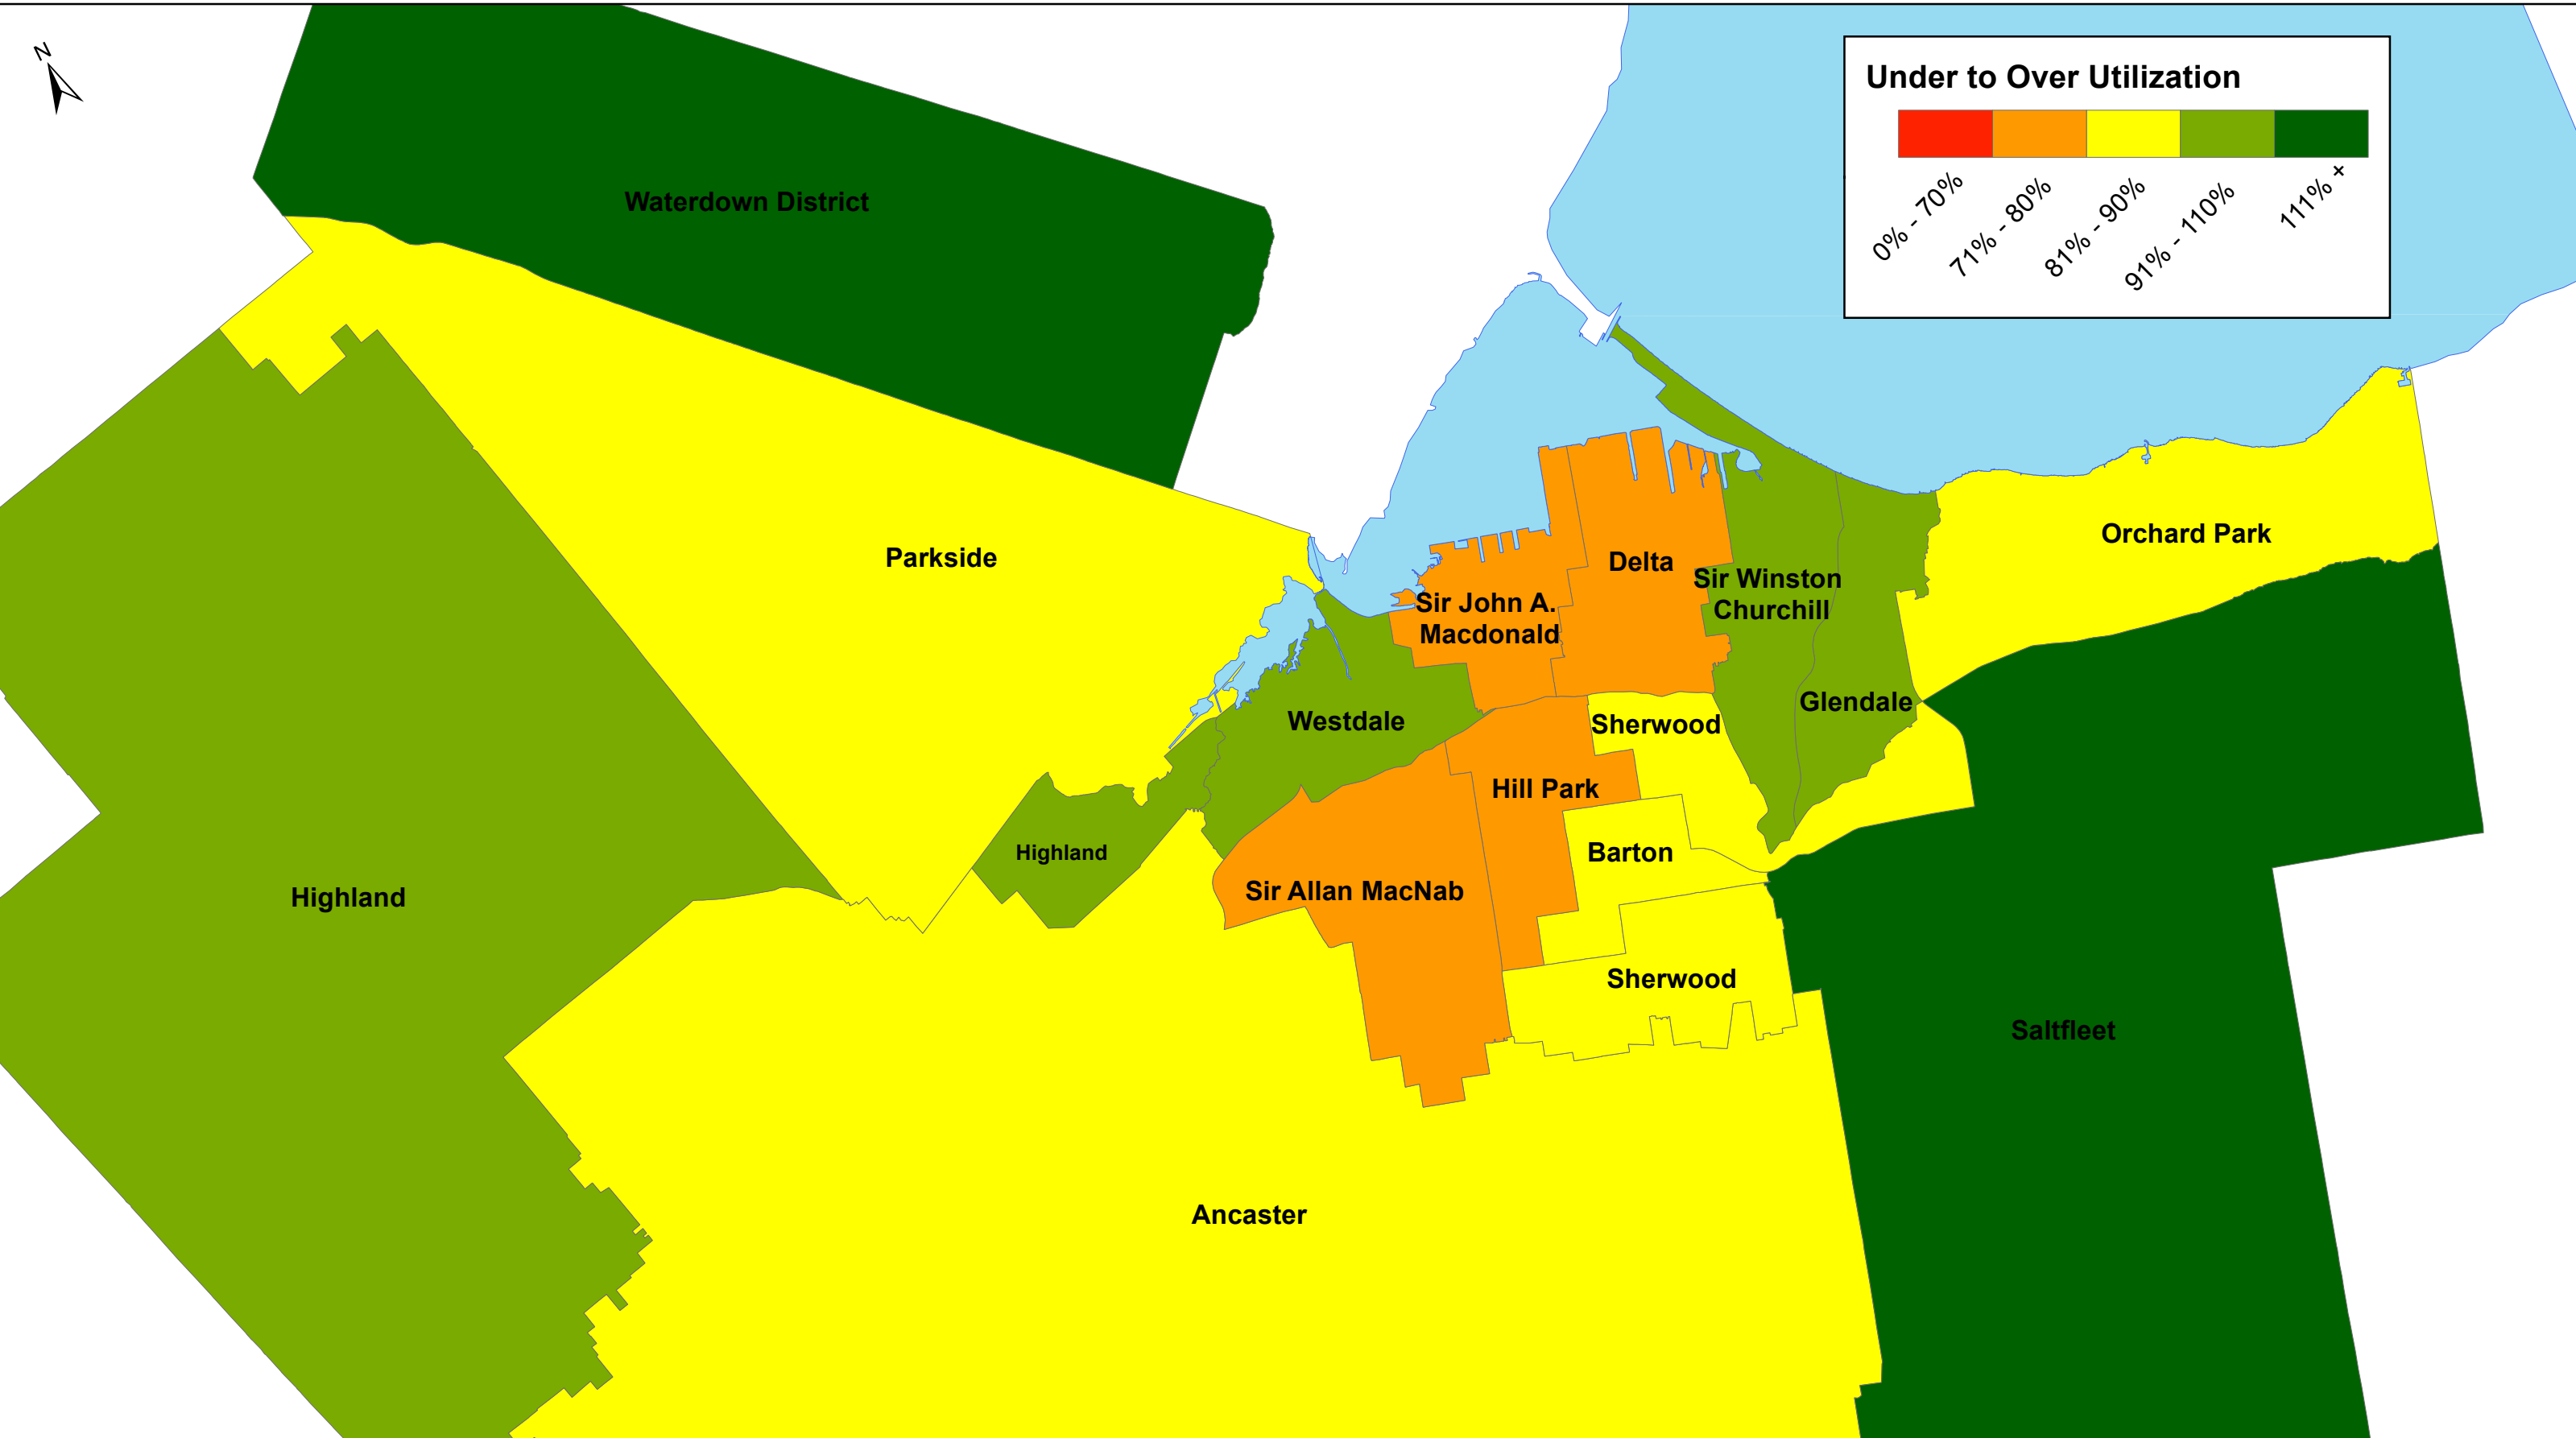 N
Under to Over Utilization
0% - 70%
71% - 80%
81% - 90%
91% - 110%
111% +
Waterdown District
Parkside
Orchard Park
Delta
Sir Winston
Churchill
Sir John A.
Macdonald
Glendale
Westdale
Sherwood
Hill Park
Highland
Barton
Sir Allan MacNab
Highland
Sherwood
Saltfleet
Ancaster